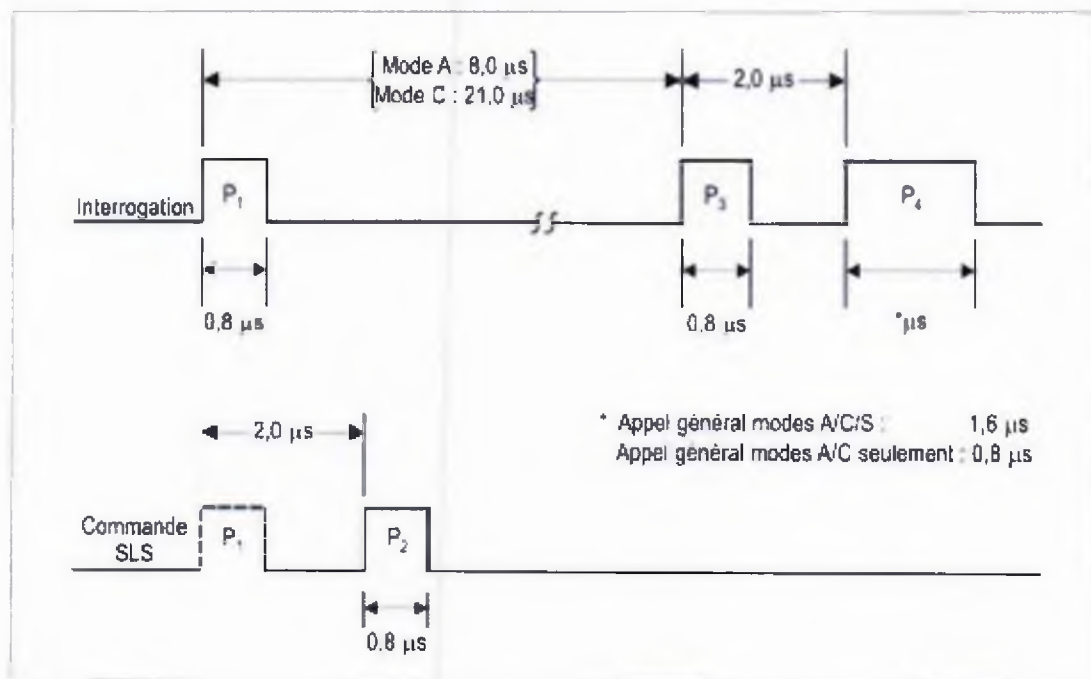 Mode A : 8,0 µs
Mode C : 21,0 µs
2,0 µs
Interrogation
P₁
P₃
P₄
0,8 µs
0,8 µs
*µs
2,0 µs
* Appel général modes A/C/S : 1,6 µs
Appel général modes A/C seulement : 0,8 µs
Commande
SLS
P₁
P₂
0,8 µs